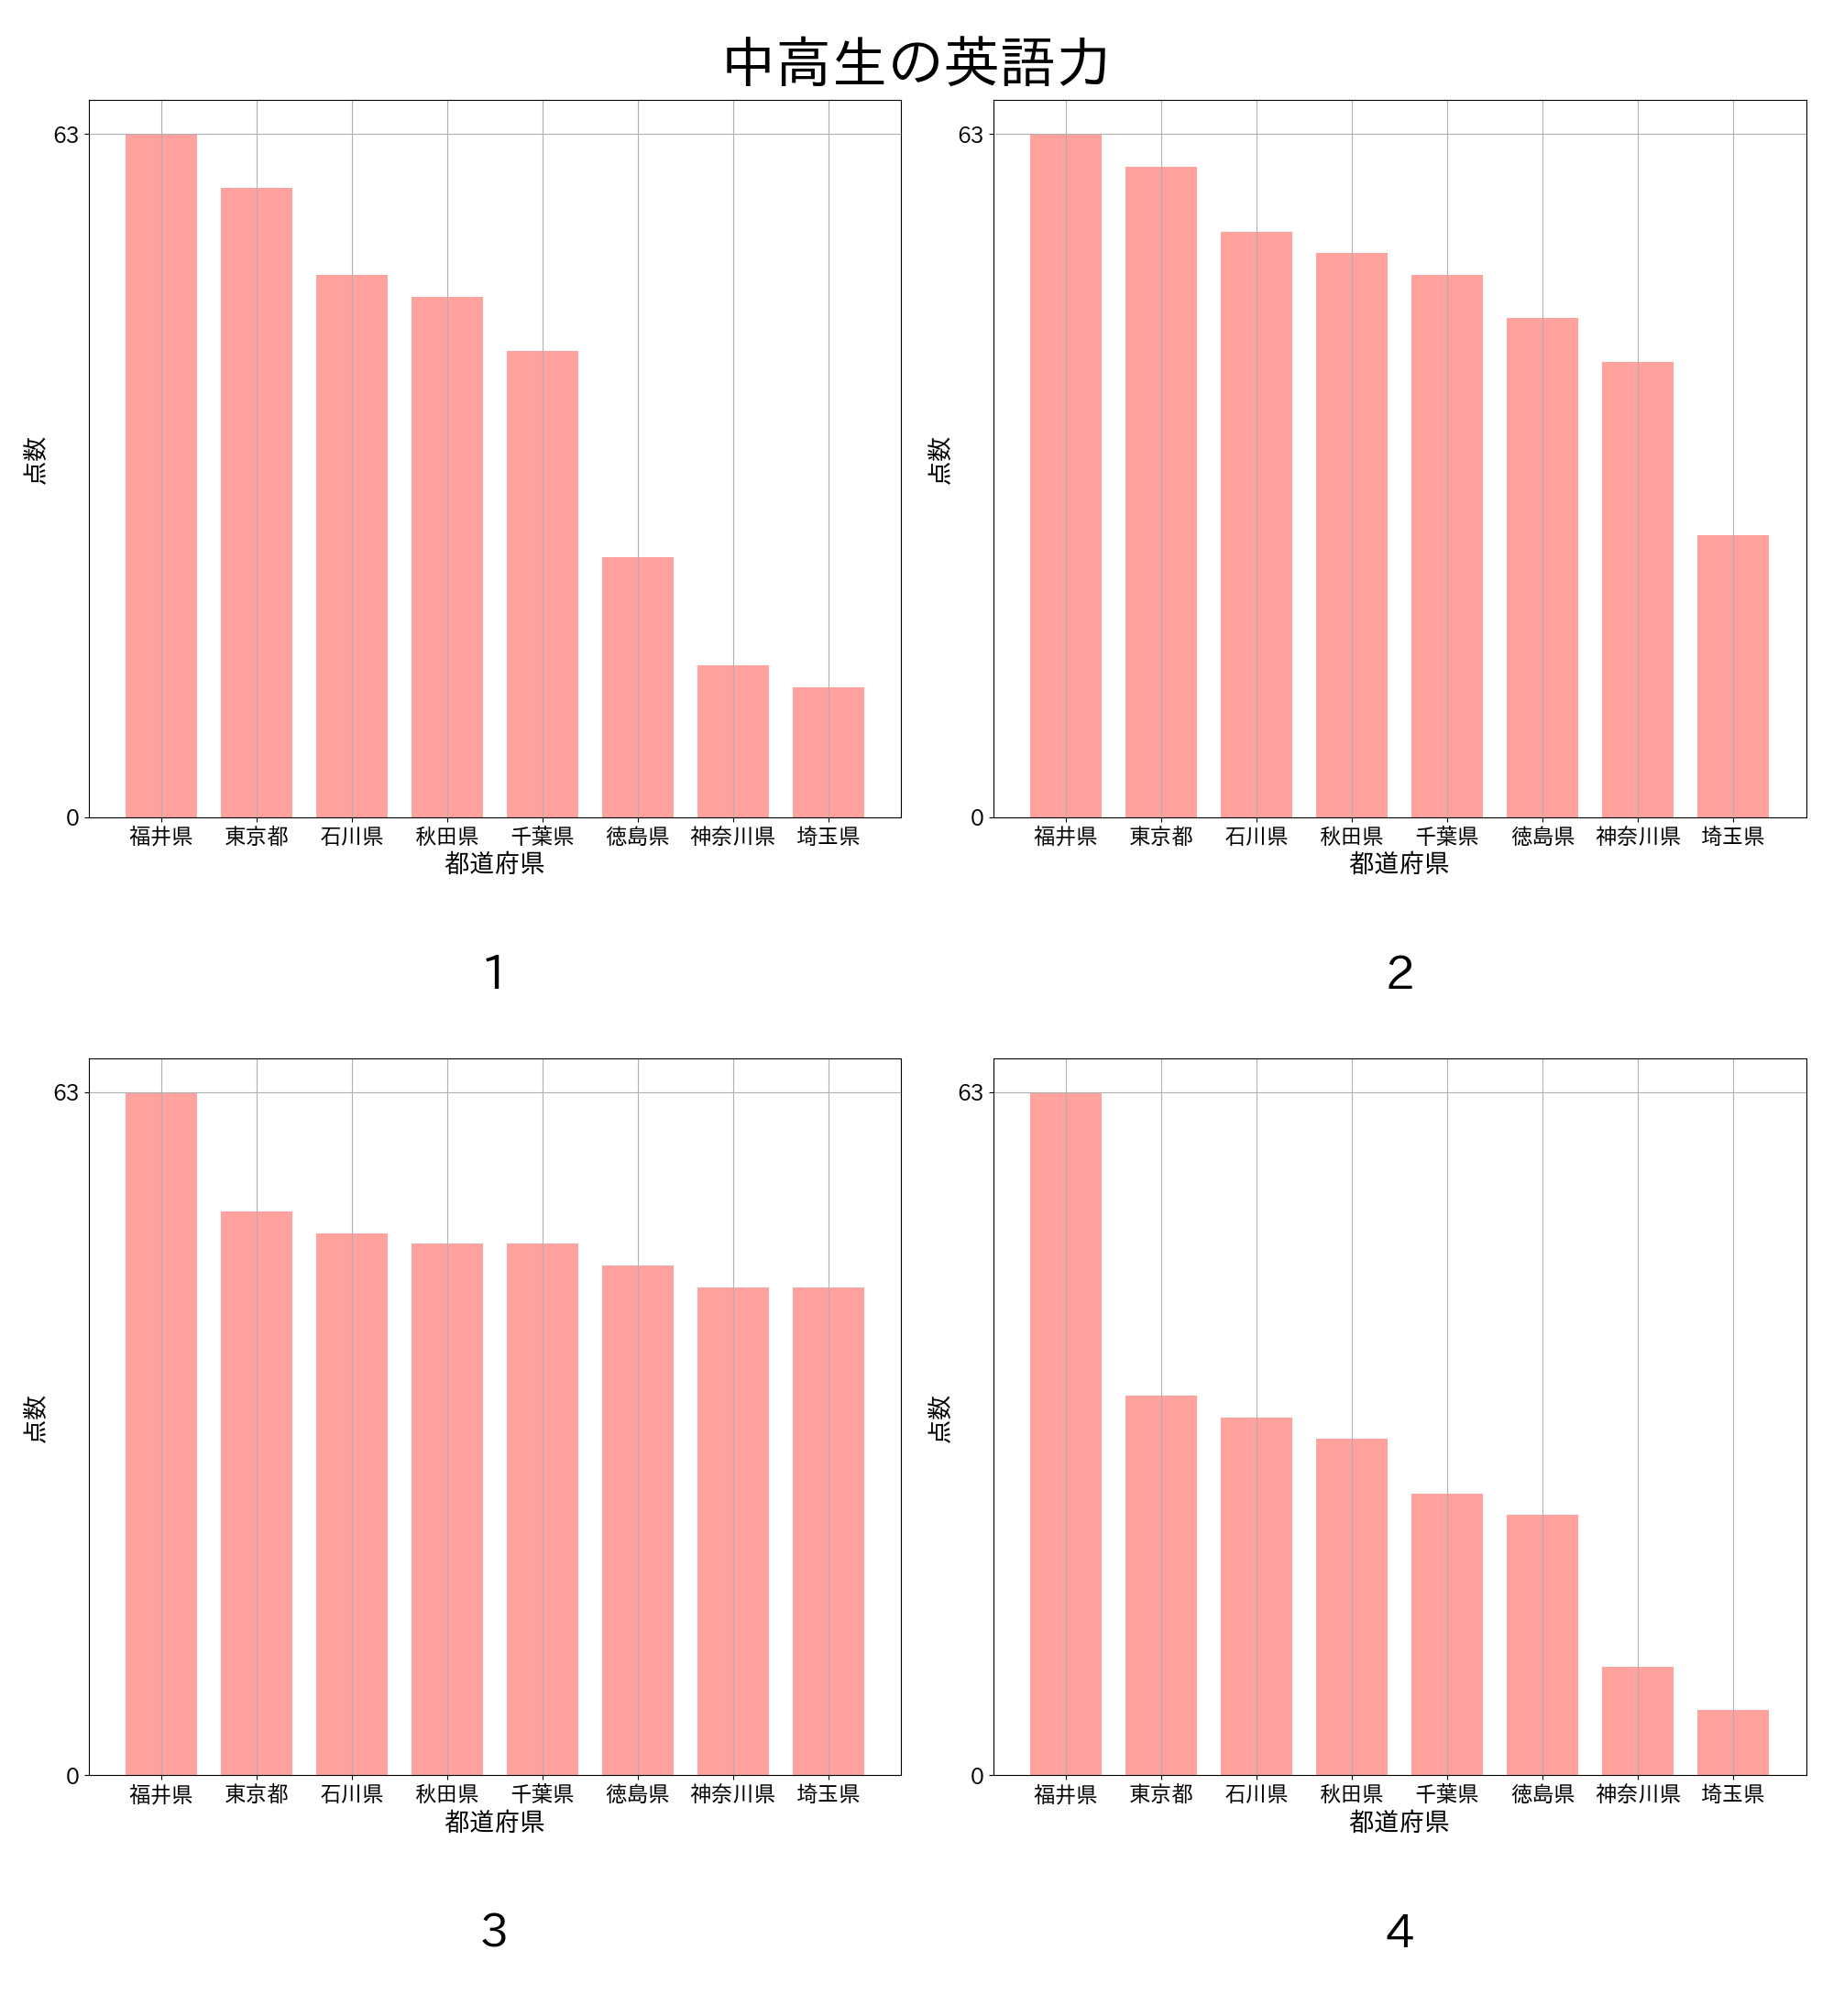 中高生の英語力
63
0
点数
福井県 東京都 石川県 秋田県 千葉県 徳島県 神奈川県 埼玉県
都道府県
1
63
0
点数
福井県 東京都 石川県 秋田県 千葉県 徳島県 神奈川県 埼玉県
都道府県
2
63
0
点数
福井県 東京都 石川県 秋田県 千葉県 徳島県 神奈川県 埼玉県
都道府県
3
63
0
点数
福井県 東京都 石川県 秋田県 千葉県 徳島県 神奈川県 埼玉県
都道府県
4